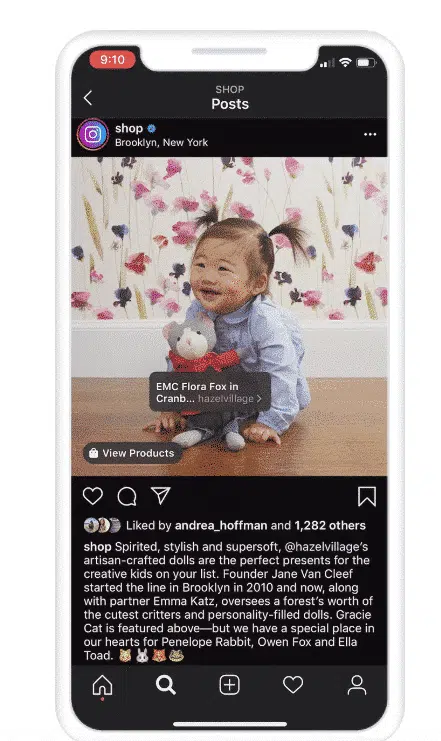 9:10
SHOP
Posts
shop
Brooklyn, New York
EMC Flora Fox in
Cranb... hazelvillage >
View Products
Liked by andrea_hoffman and 1,282 others
shop Spirited, stylish and supersoft, @hazelvillage's
artisan-crafted dolls are the perfect presents for the
creative kids on your list. Founder Jane Van Cleef
started the line in Brooklyn in 2010 and now, along
with partner Emma Katz, oversees a forest's worth of
the cutest critters and personality-filled dolls. Gracie
Cat is featured above—but we have a special place in
our hearts for Penelope Rabbit, Owen Fox and Ella
Toad. 🐱🐰🦊🐸